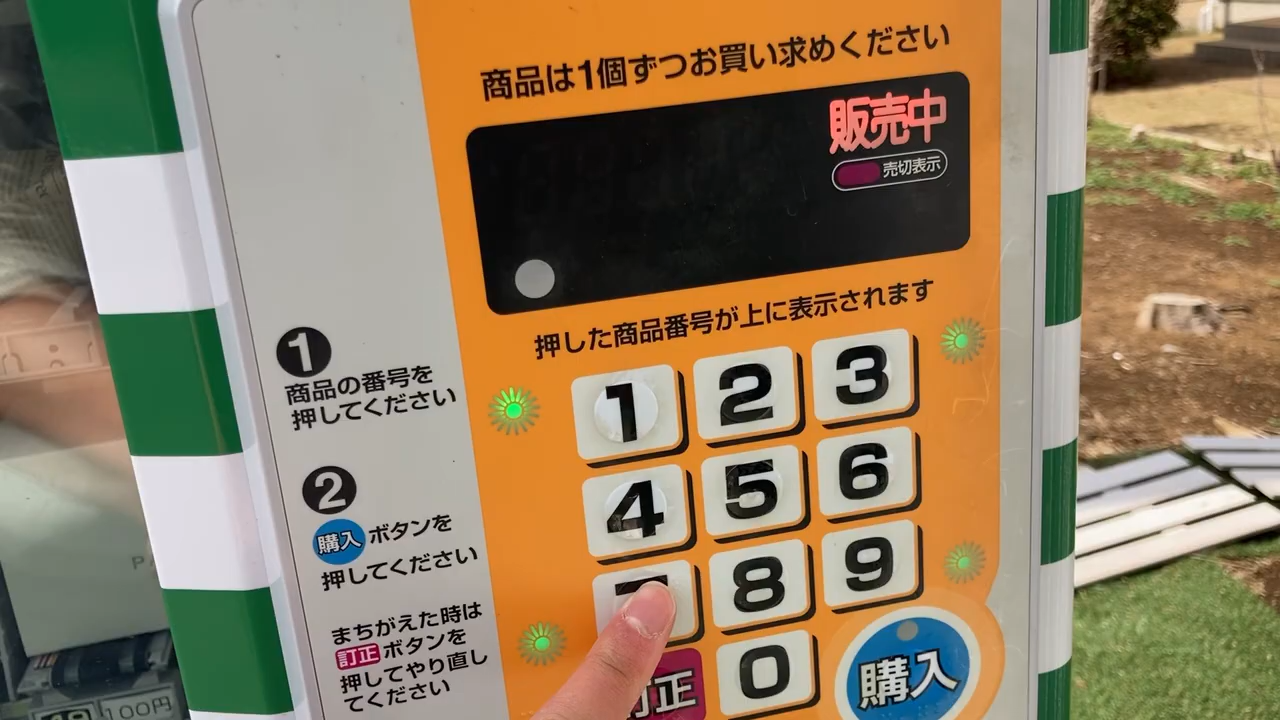 商品は1個ずつお買い求めください
販売中
売切表示
押した商品番号が上に表示されます
1
商品の番号を
押してください
2
購入 ボタンを
押してください
まちがえた時は
訂正 ボタンを
押してやり直し
てください
1 2 3
4 5 6
8 9
訂正 0 購入
100円